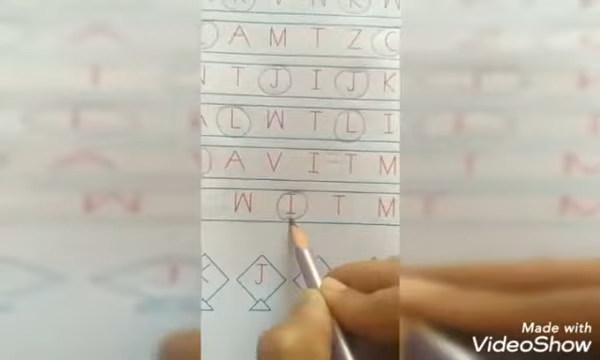 K V N K W
A M T Z C
T J I J K
L W T L I
A V I T M
W I T M
J
Made with
VideoShow